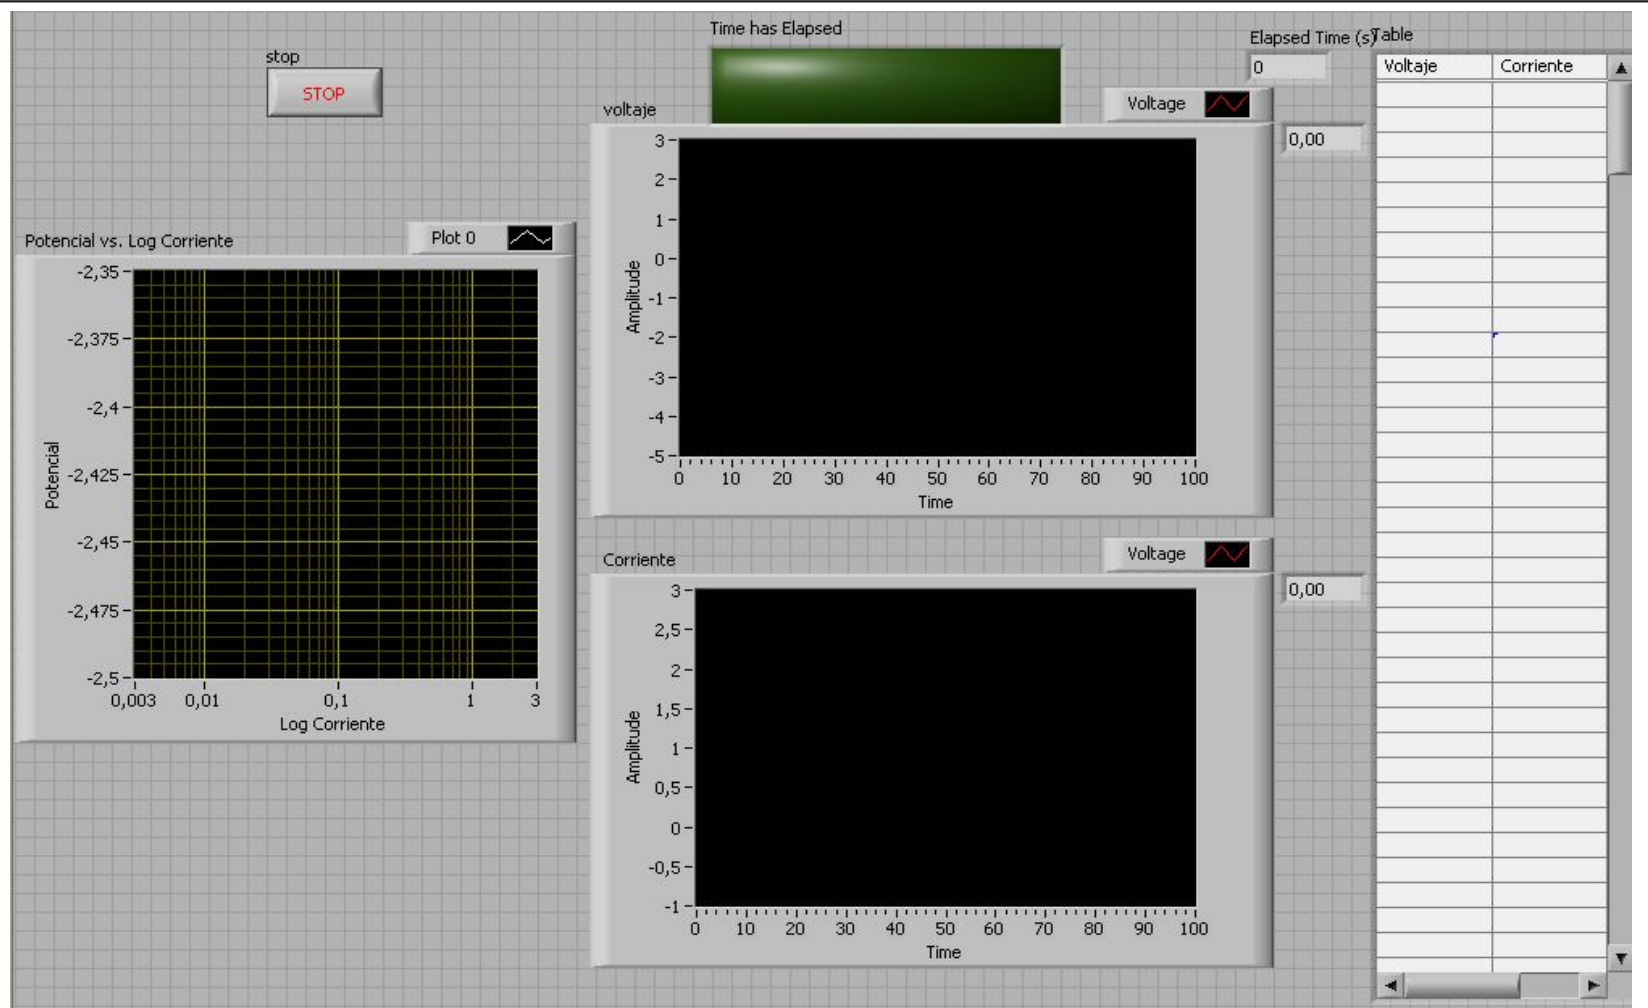 stop
STOP
Time has Elapsed
Elapsed Time (s)
0
Table
Voltaje Corriente
Potencial vs. Log Corriente
Plot 0
-2,35
-2,375
-2,4
-2,425
-2,45
-2,475
-2,5
Potencial
0,003 0,01 0,1 1 3
Log Corriente
voltaje
Voltage
0,00
3
2
1
0
-1
-2
-3
-4
-5
Amplitude
0 10 20 30 40 50 60 70 80 90 100
Time
Corriente
Voltage
0,00
3
2,5
2
1,5
1
0,5
0
-0,5
-1
Amplitude
0 10 20 30 40 50 60 70 80 90 100
Time